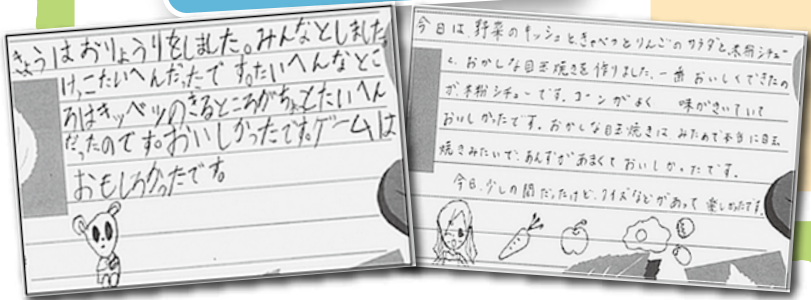 きょうはおりょうりをしました。みんなとしました。
けっこたいへんだったです。たいへんなとこ
ろはキャベツのきるところがちょとたいへん
だったのです。おいしかったです。ゲームは
おもしろかったです。
今日は、野菜のキッシュと、きゃべつとりんごのサラダと、米粉シチュー
と、おかしな目玉焼きを作りました。一番おいしくできたの
が、米粉シチューです。コーンがよく 味がきいていて
おいしかったです。おかしな目玉焼きは みためで本当に目玉
焼きみたいで、あんずがあまくて おいしかったです。
今日、少しの間だったけど、クイズなどがあって 楽しかったです。